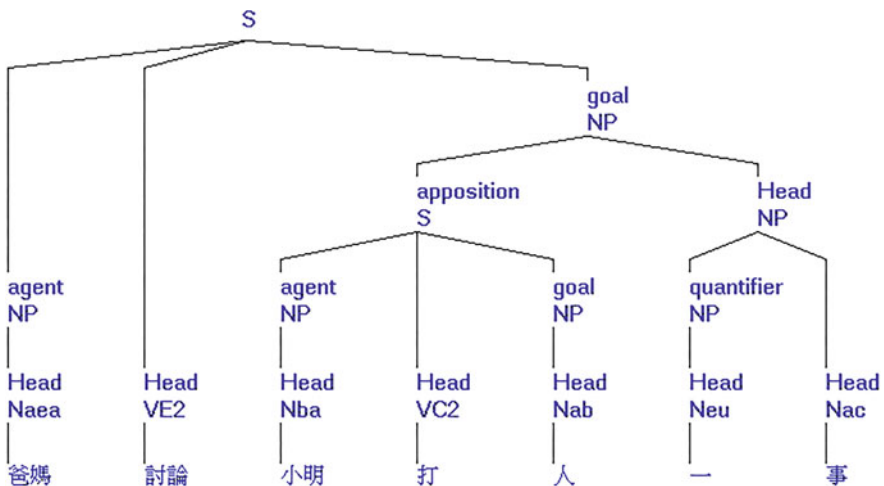 S
goal
NP
apposition Head
S NP
agent agent goal quantifier
NP NP NP NP
Head Head Head Head Head Head Head
Naea VE2 Nba VC2 Nab Neu Nac
爸媽 討論 小明 打 人 一 事